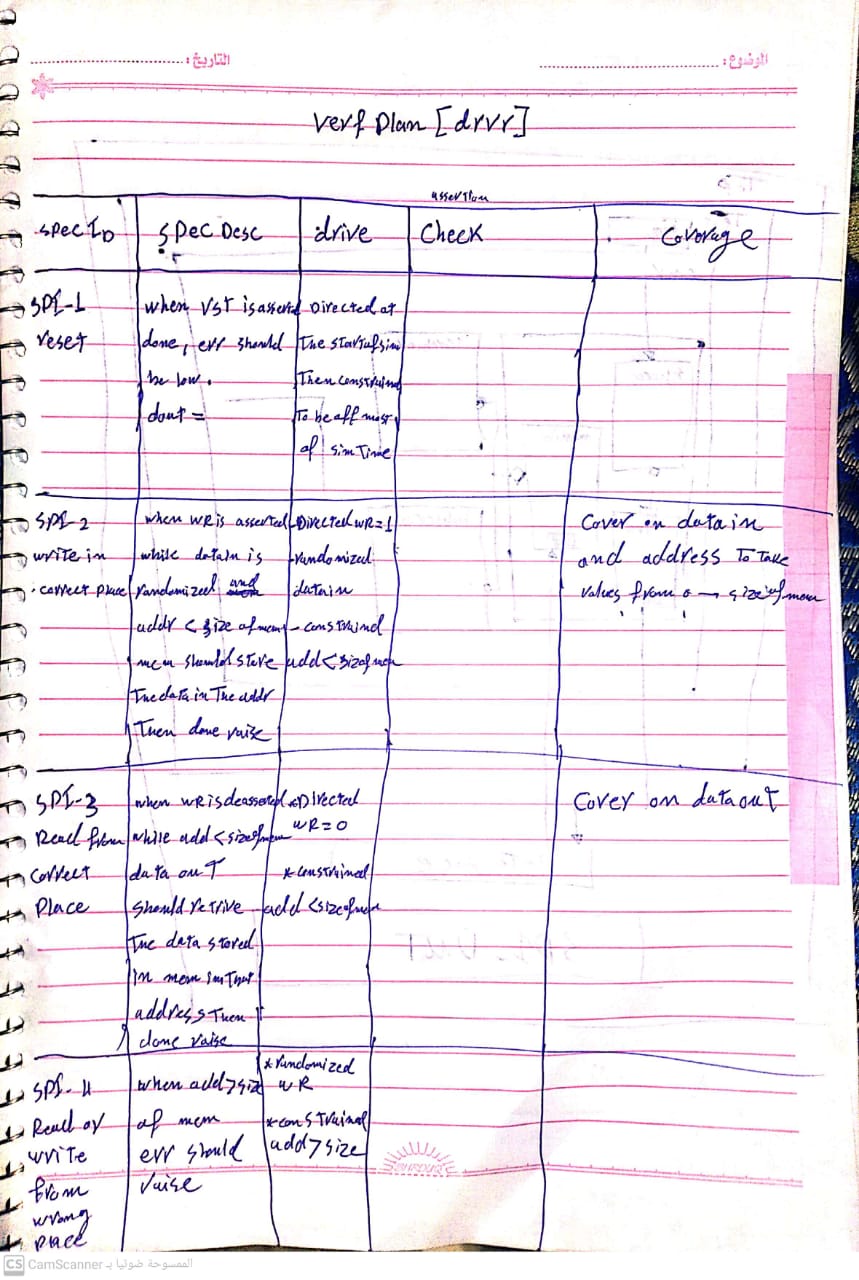 الموضوع: التاريخ:
Verf Plan [drvr]
assertion
SPEC ID SPEC Desc drive Check Coverage
SPI-1
reset
when rst is asserted
done, err should
be low.
dout =
Directed at
The start of sim
Then constraind
To be off most
of sim Time
SPI-2
write in
correct place
when WR is asserted
while datain is
randomized and
addr < size of mem
mem should store
The data in The addr
Then done raise
- Directed WR=1
- randomized
datain
- constraind
add < size of mem
Cover on data in
and address To Take
values from 0 → size of mem
SPI-3
Read from
correct
Place
when WR is deasserted
while add < size of mem
data out
should retrive
The data stored
in mem in That
address Then
done raise
* Directed
WR=0
* constrained
add < size of mem
Cover on data out
SPI-4
Read or
write
from
wrong
place
when add > size
of mem
err should
raise
* randomized
WR
* constrained
add > size
CS CamScanner الممسوحة ضوئيا بـ